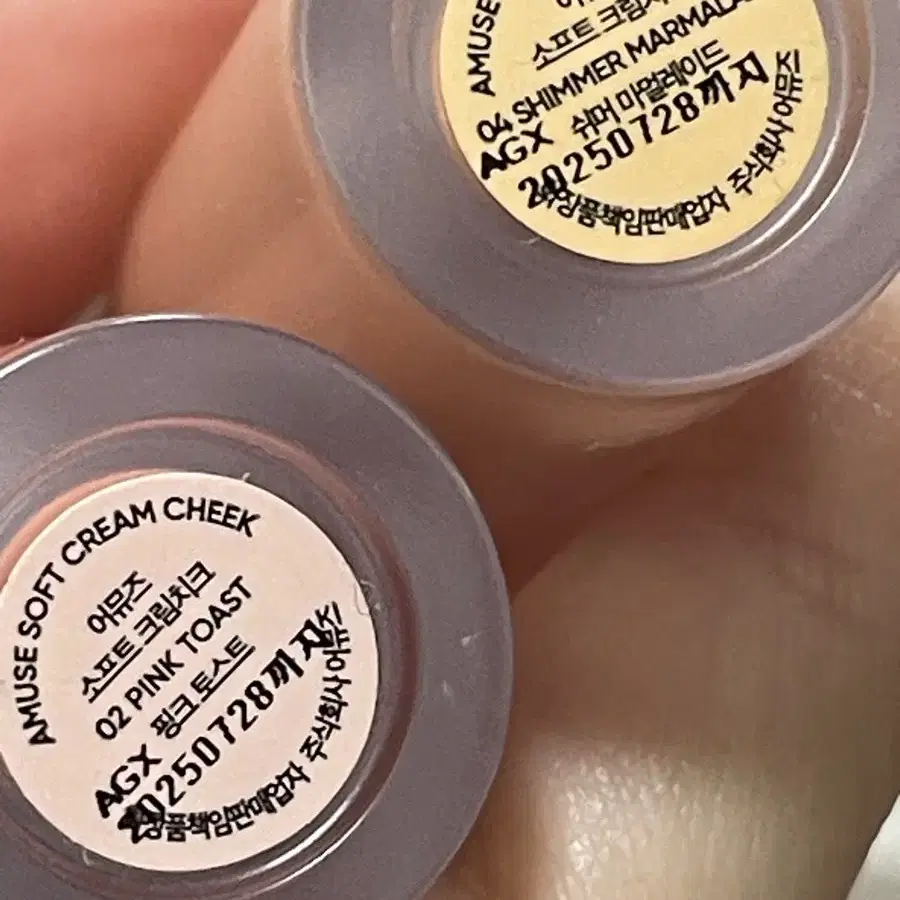 AMUSE
소프트 크림치
04 SHIMMER MARMALA
쉬머 마멀레이드
AGX
20250728까지
화장품책임판매업자 주식회사 어뮤즈
AMUSE SOFT CREAM CHEEK
어뮤즈
소프트 크림치크
02 PINK TOAST
핑크 토스트
AGX
20250728까지
화장품책임판매업자 주식회사 어뮤즈